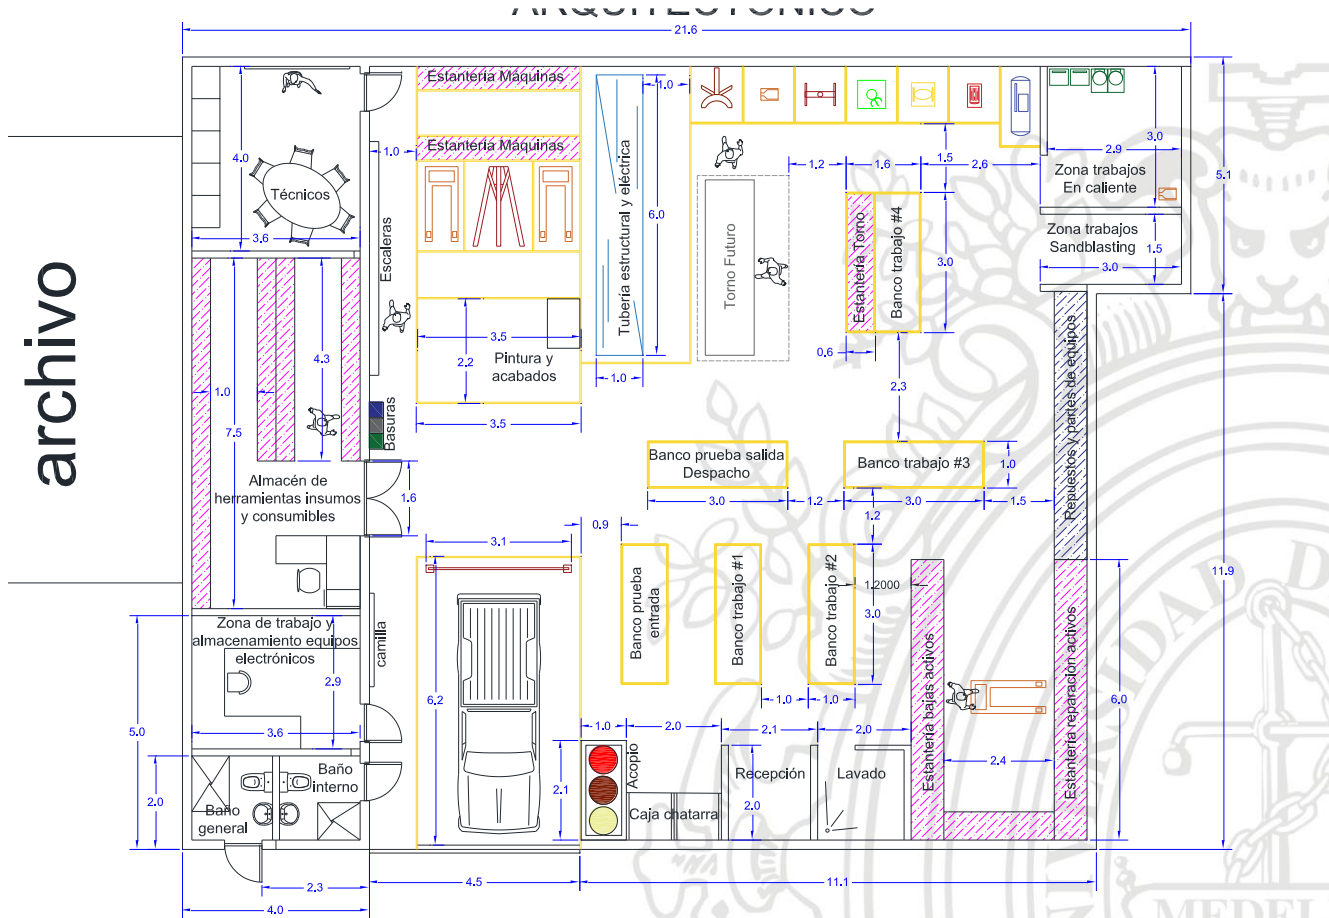 ARQUITECTÓNICO
21.6
Estantería Máquinas
1.0
4.0
1.0
Estantería Máquinas
Técnicos
3.6
Escaleras
Tubería estructural y eléctrica
6.0
1.0
1.2
1.5
1.6
2.6
Torno Futuro
Estantería Torno
Banco trabajo #4
3.0
0.6
2.3
3.0
2.9
Zona trabajos
En caliente
5.1
Zona trabajos
Sandblasting
1.5
3.0
archivo
1.0
7.5
4.3
3.5
2.2
Pintura y
acabados
3.5
Basuras
Almacén de
herramientas insumos
y consumibles
1.6
Banco prueba salida
Despacho
3.0
1.2
Banco trabajo #3
1.0
3.0
1.5
1.2
Repuestos y partes de equipos
11.9
0.9
3.1
Banco prueba
entrada
Banco trabajo #1
Banco trabajo #2
1.2000
3.0
1.0
1.0
Zona de trabajo y
almacenamiento equipos
electrónicos
camilla
2.9
3.6
5.0
6.2
Estantería bajas activos
Estantería reparación activos
6.0
2.4
1.0
2.0
2.1
2.0
Acopio
2.1
Caja chatarra
Recepción
2.0
Lavado
Baño
interno
Baño
general
2.0
2.3
4.0
4.5
11.1
MEDEL